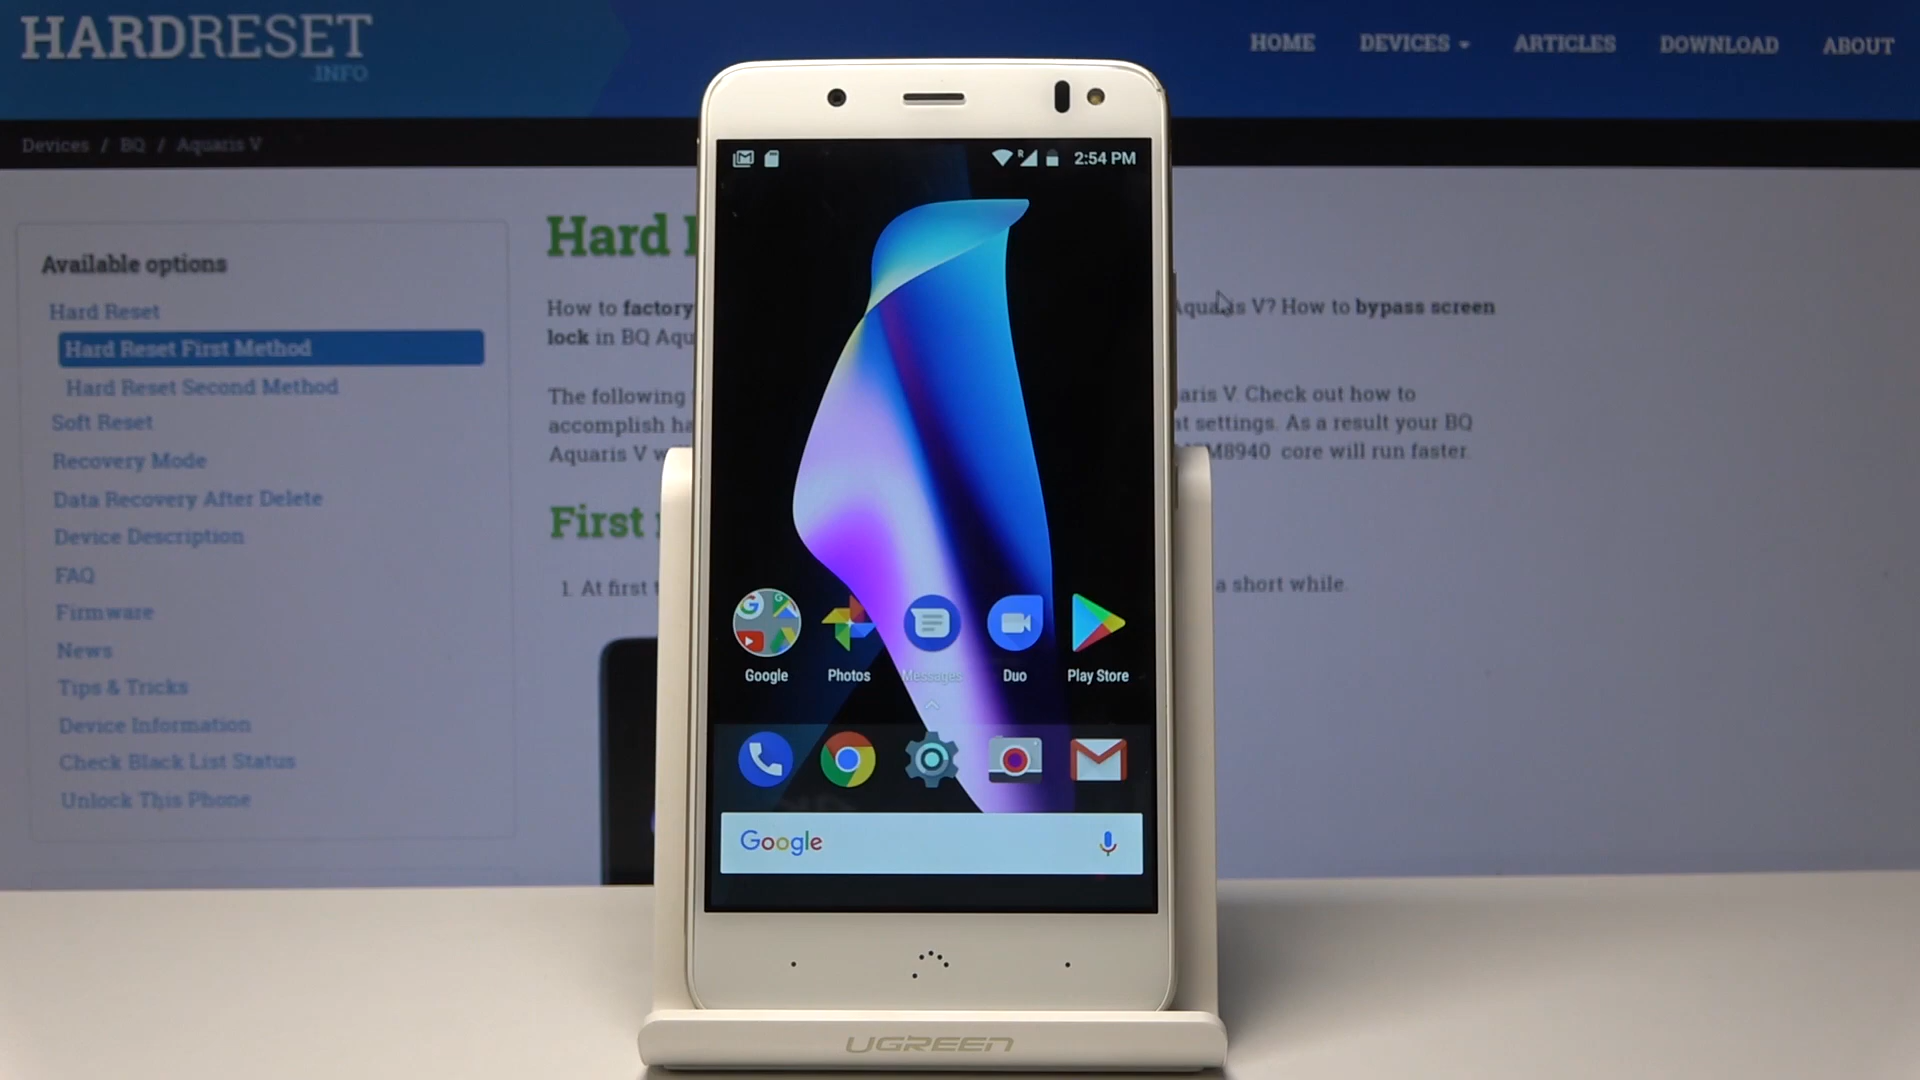 HARDRESET
.INFO
HOME DEVICES ARTICLES DOWNLOAD ABOUT
Devices / BQ / Aquaris V
Available options
Hard Reset
Hard Reset First Method
Hard Reset Second Method
Soft Reset
Recovery Mode
Data Recovery After Delete
Device Description
FAQ
Firmware
News
Tips & Tricks
Device Information
Check Black List Status
Unlock This Phone
Hard
How to factory Aquaris V? How to bypass screen
lock in BQ Aqu
The following aris V. Check out how to
accomplish ha at settings. As a result your BQ
Aquaris V w M8940 core will run faster.
First
1. At first t a short while.
R 2:54 PM
Google Photos Messages Duo Play Store
Google
UGREEN